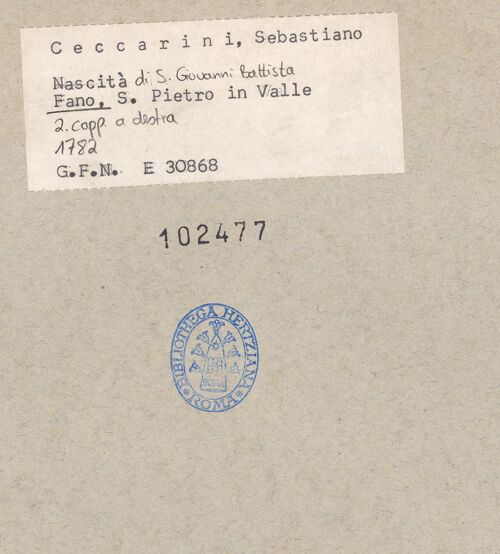 Ceccarini, Sebastiano
Nascità di S. Giovanni Battista
Fano, S. Pietro in Valle
2. capp. a destra
1782
G.F.N. E 30868
102477
*BIBLIOTHECA HERTZIANA*
ROMA
ROMA